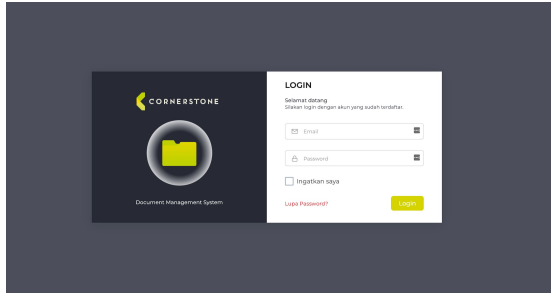 CORNERSTONE
Document Management System
LOGIN
Selamat datang
Silakan login dengan akun yang sudah terdeftar.
Email
Password
Ingatkan saya
Lupa Password?
Login